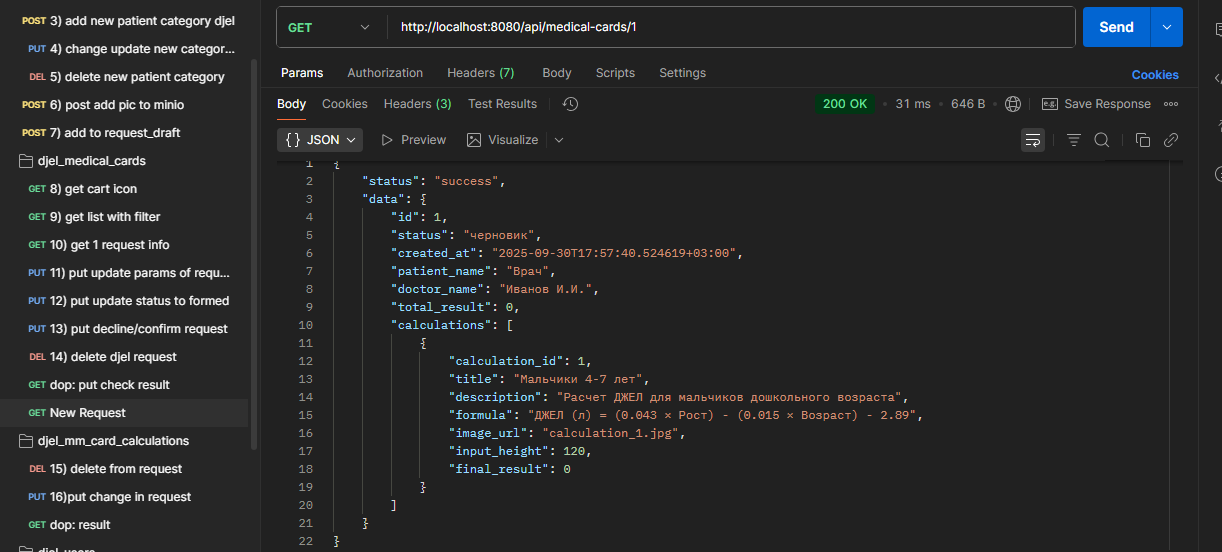 POST 3) add new patient category djel
PUT 4) change update new categor...
DEL 5) delete new patient category
POST 6) post add pic to minio
POST 7) add to request_draft
djel_medical_cards
GET 8) get cart icon
GET 9) get list with filter
GET 10) get 1 request info
PUT 11) put update params of requ...
PUT 12) put update status to formed
PUT 13) put decline/confirm request
DEL 14) delete djel request
GET dop: put check result
GET New Request
djel_mm_card_calculations
DEL 15) delete from request
PUT 16)put change in request
GET dop: result
djel_users
GET http://localhost:8080/api/medical-cards/1 Send
Params Authorization Headers (7) Body Scripts Settings Cookies
Body Cookies Headers (3) Test Results 200 OK • 31 ms • 646 B • e.g. Save Response
{} JSON Preview Visualize
1 {
2 "status": "success",
3 "data": {
4 "id": 1,
5 "status": "черновик",
6 "created_at": "2025-09-30T17:57:40.524619+03:00",
7 "patient_name": "Врач",
8 "doctor_name": "Иванов И.И.",
9 "total_result": 0,
10 "calculations": [
11 {
12 "calculation_id": 1,
13 "title": "Мальчики 4-7 лет",
14 "description": "Расчет ДЖЕЛ для мальчиков дошкольного возраста",
15 "formula": "ДЖЕЛ (л) = (0.043 × Рост) - (0.015 × Возраст) - 2.89",
16 "image_url": "calculation_1.jpg",
17 "input_height": 120,
18 "final_result": 0
19 }
20 ]
21 }
22 }